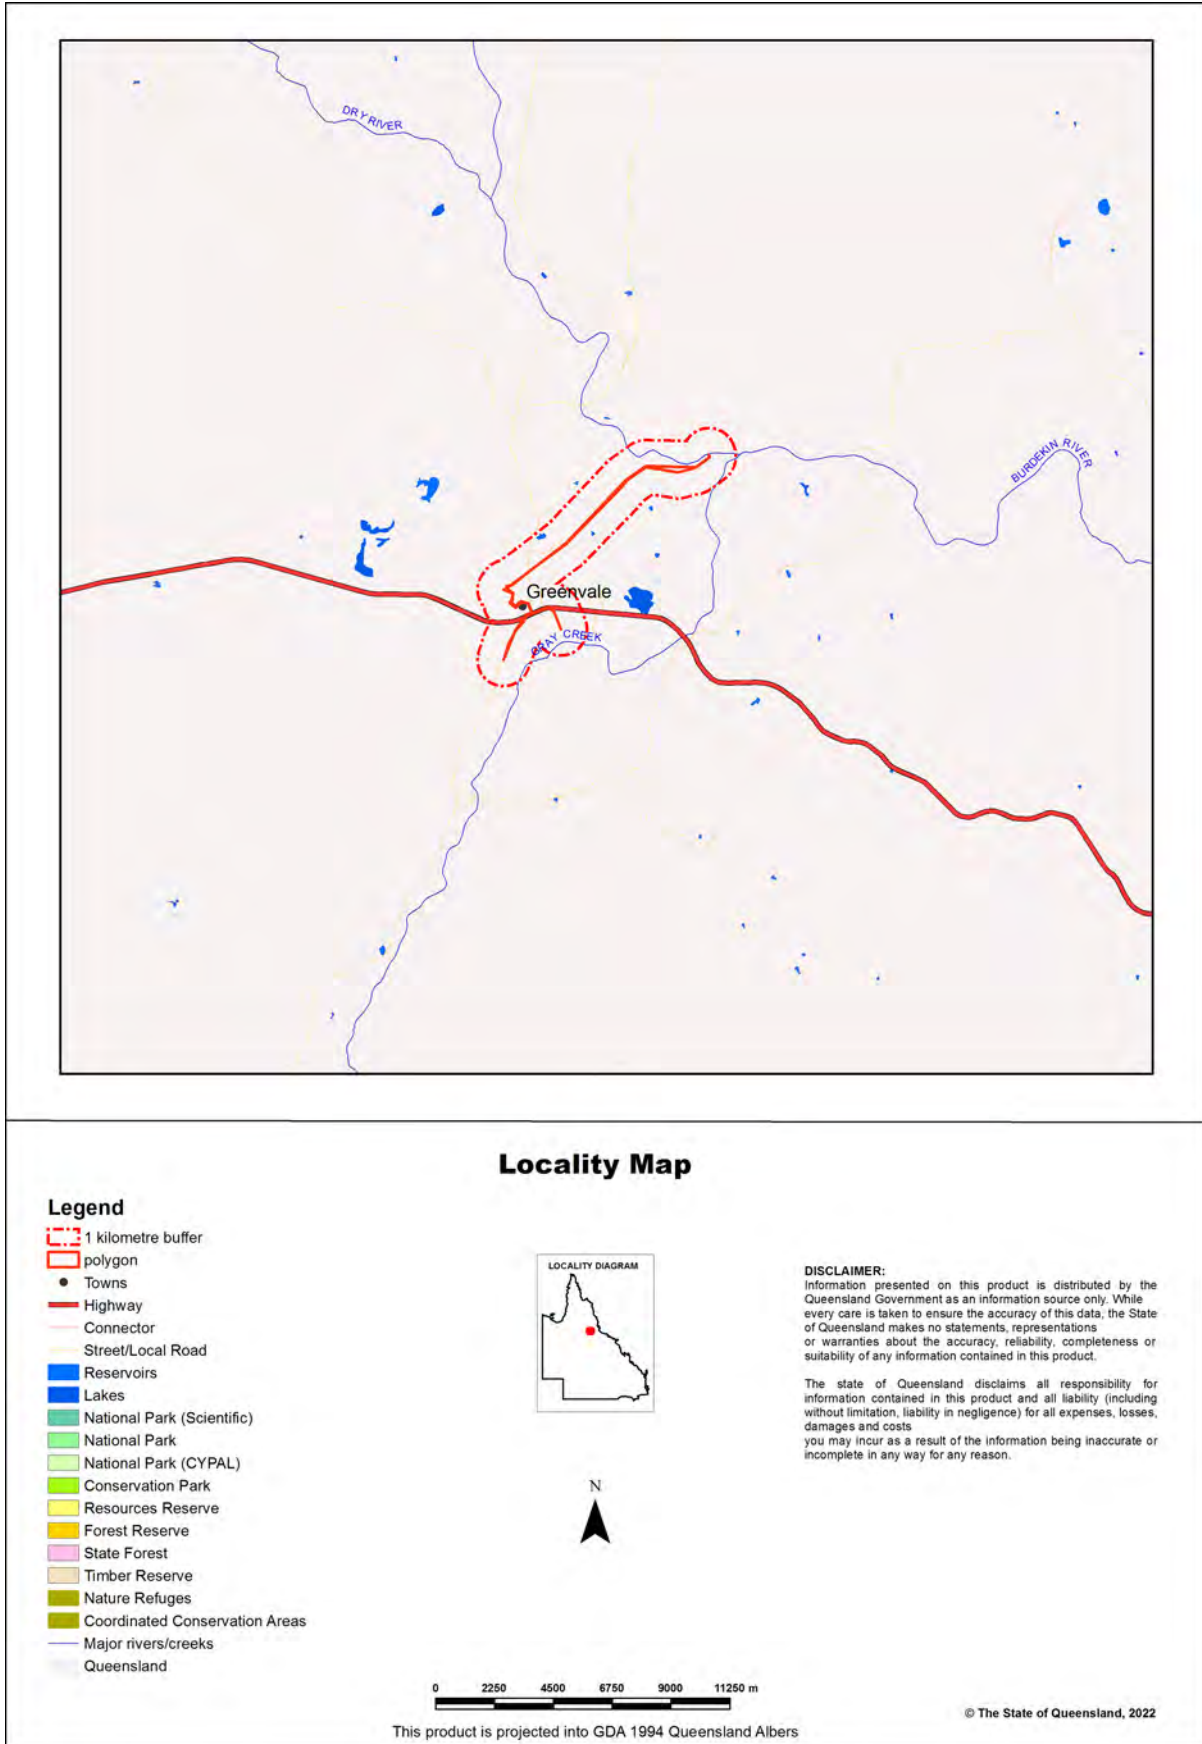 DRY RIVER
BURDEKIN RIVER
Greenvale
GRAY CREEK
Locality Map
Legend
1 kilometre buffer
polygon
Towns
Highway
Connector
Street/Local Road
Reservoirs
Lakes
National Park (Scientific)
National Park
National Park (CYPAL)
Conservation Park
Resources Reserve
Forest Reserve
State Forest
Timber Reserve
Nature Refuges
Coordinated Conservation Areas
Major rivers/creeks
Queensland
LOCALITY DIAGRAM
N
DISCLAIMER:
Information presented on this product is distributed by the
Queensland Government as an information source only. While
every care is taken to ensure the accuracy of this data, the State
of Queensland makes no statements, representations
or warranties about the accuracy, reliability, completeness or
suitability of any information contained in this product.
The state of Queensland disclaims all responsibility for
information contained in this product and all liability (including
without limitation, liability in negligence) for all expenses, losses,
damages and costs
you may incur as a result of the information being inaccurate or
incomplete in any way for any reason.
0 2250 4500 6750 9000 11250 m
This product is projected into GDA 1994 Queensland Albers
© The State of Queensland, 2022